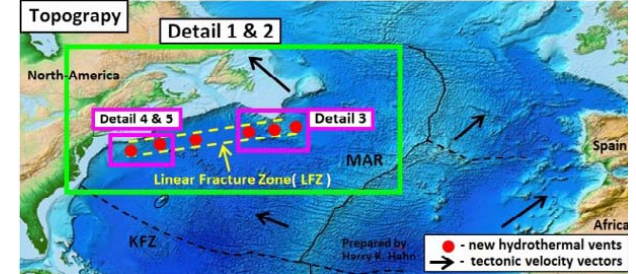 Topograpy
Detail 1 & 2
North-America
Detail 4 & 5
Detail 3
MAR
Spain
Linear Fracture Zone( LFZ )
Africa
KFZ
Prepared by
Harry K. Hahn
- new hydrothermal vents
- tectonic velocity vectors